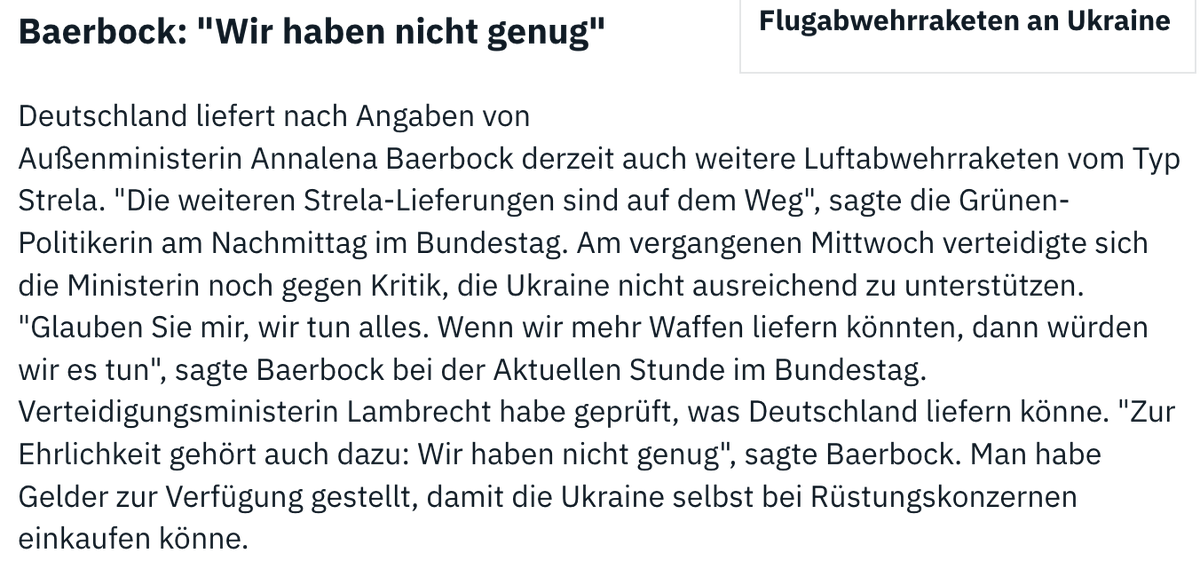 Baerbock: "Wir haben nicht genug"
Flugabwehrraketen an Ukraine
Deutschland liefert nach Angaben von
Außenministerin Annalena Baerbock derzeit auch weitere Luftabwehrraketen vom Typ
Strela. "Die weiteren Strela-Lieferungen sind auf dem Weg", sagte die Grünen-
Politikerin am Nachmittag im Bundestag. Am vergangenen Mittwoch verteidigte sich
die Ministerin noch gegen Kritik, die Ukraine nicht ausreichend zu unterstützen.
"Glauben Sie mir, wir tun alles. Wenn wir mehr Waffen liefern könnten, dann würden
wir es tun", sagte Baerbock bei der Aktuellen Stunde im Bundestag.
Verteidigungsministerin Lambrecht habe geprüft, was Deutschland liefern könne. "Zur
Ehrlichkeit gehört auch dazu: Wir haben nicht genug", sagte Baerbock. Man habe
Gelder zur Verfügung gestellt, damit die Ukraine selbst bei Rüstungskonzernen
einkaufen könne.